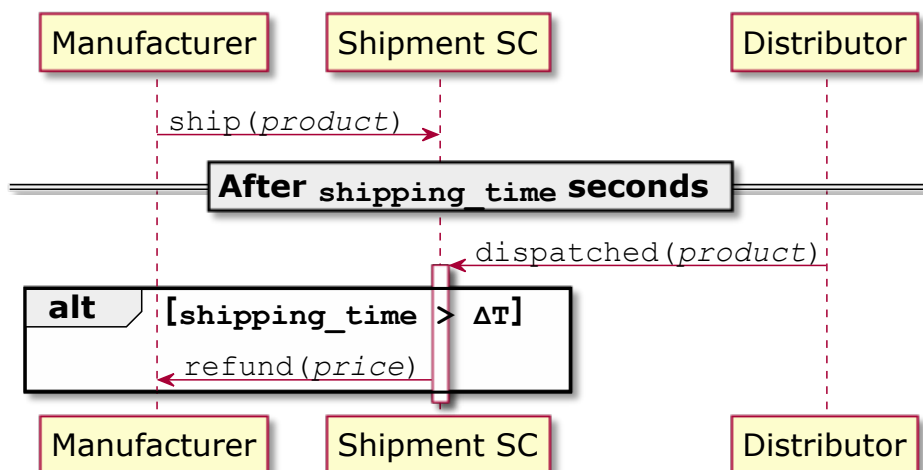 Manufacturer Shipment SC Distributor
ship(product)
After shipping_time seconds
dispatched(product)
alt [shipping_time > ΔT]
refund(price)
Manufacturer Shipment SC Distributor